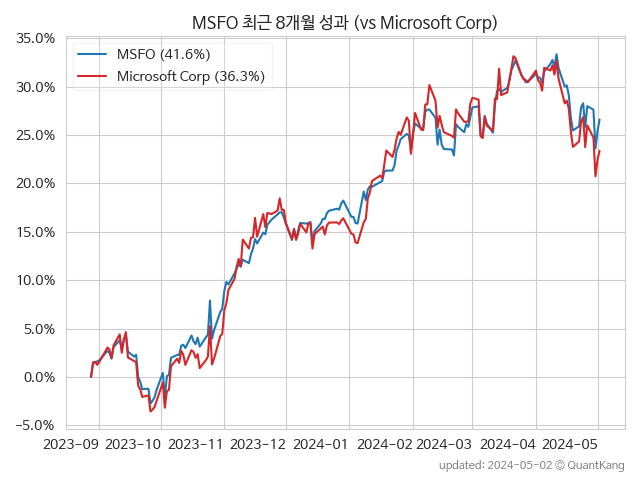 MSFO 최근 8개월 성과 (vs Microsoft Corp)
35.0%
MSFO (41.6%)
Microsoft Corp (36.3%)
30.0%
25.0%
20.0%
15.0%
10.0%
5.0%
0.0%
−5.0%
2023−09 2023−10 2023−11 2023−12 2024−01 2024−02 2024−03 2024−04 2024−05
updated: 2024-05-02 © QuantKang